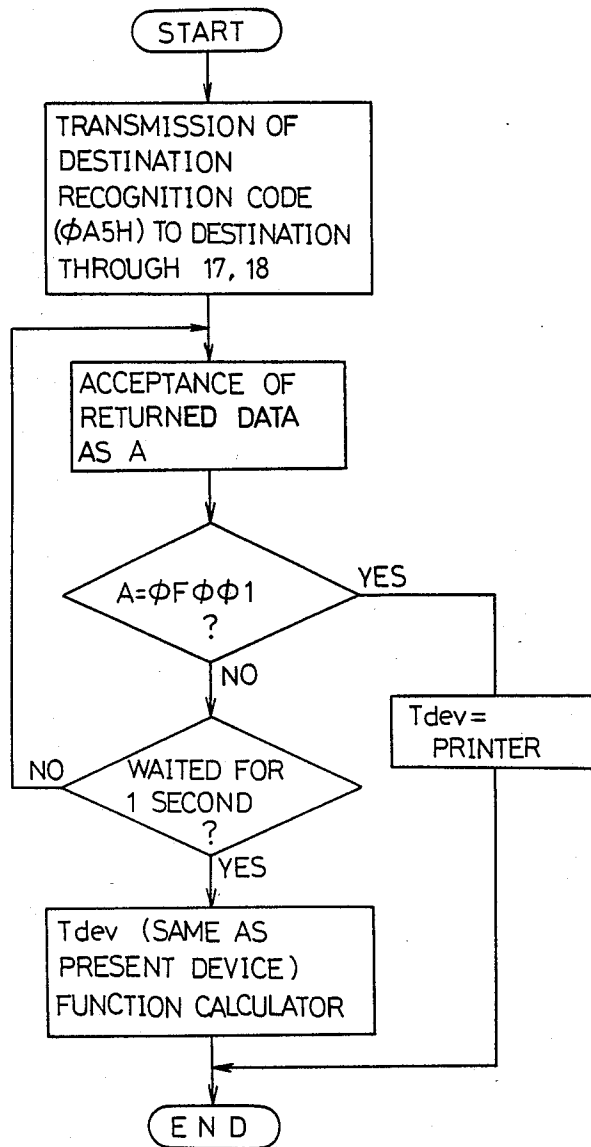 START
TRANSMISSION OF
DESTINATION
RECOGNITION CODE
(ΦA5H) TO DESTINATION
THROUGH 17, 18
ACCEPTANCE OF
RETURNED DATA
AS A
A=ΦFΦΦ1
?
YES
NO
Tdev=
PRINTER
WAITED FOR
1 SECOND
?
NO
YES
Tdev (SAME AS
PRESENT DEVICE)
FUNCTION CALCULATOR
END